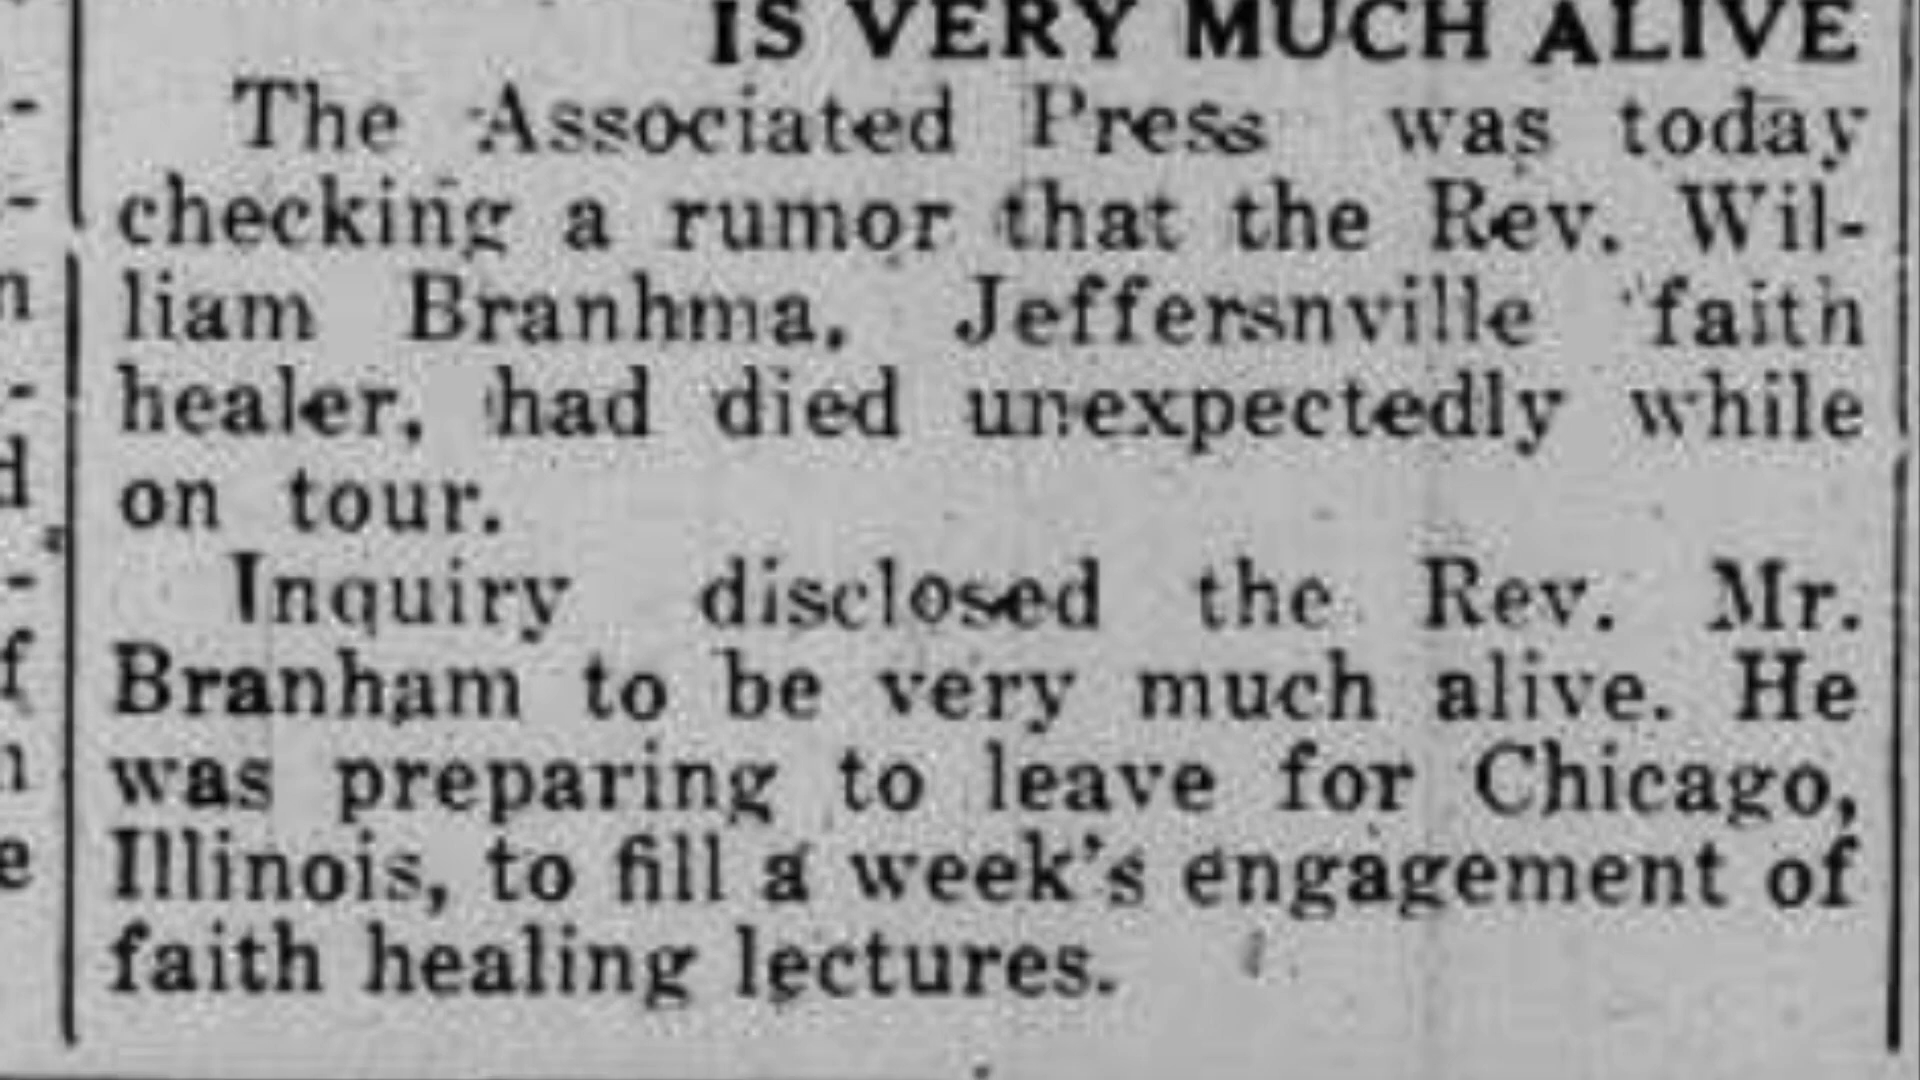 IS VERY MUCH ALIVE
The Associated Press was today
checking a rumor that the Rev. Wil-
liam Branhma, Jeffersnville faith
healer, had died unexpectedly while
on tour.
Inquiry disclosed the Rev. Mr.
Branham to be very much alive. He
was preparing to leave for Chicago,
Illinois, to fill a week's engagement of
faith healing lectures.